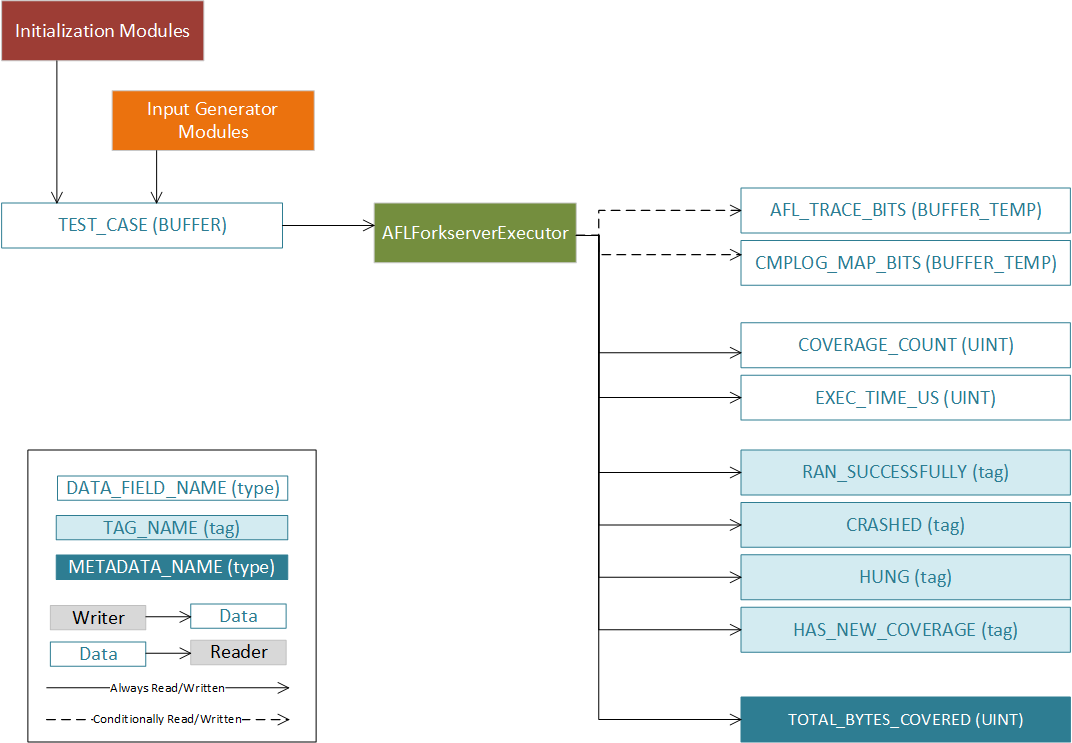 Initialization Modules
Input Generator
Modules
TEST_CASE (BUFFER)
AFLForkserverExecutor
AFL_TRACE_BITS (BUFFER_TEMP)
CMPLOG_MAP_BITS (BUFFER_TEMP)
COVERAGE_COUNT (UINT)
EXEC_TIME_US (UINT)
RAN_SUCCESSFULLY (tag)
CRASHED (tag)
HUNG (tag)
HAS_NEW_COVERAGE (tag)
TOTAL_BYTES_COVERED (UINT)
DATA_FIELD_NAME (type)
TAG_NAME (tag)
METADATA_NAME (type)
Writer
Data
Data
Reader
Always Read/Written
Conditionally Read/Written